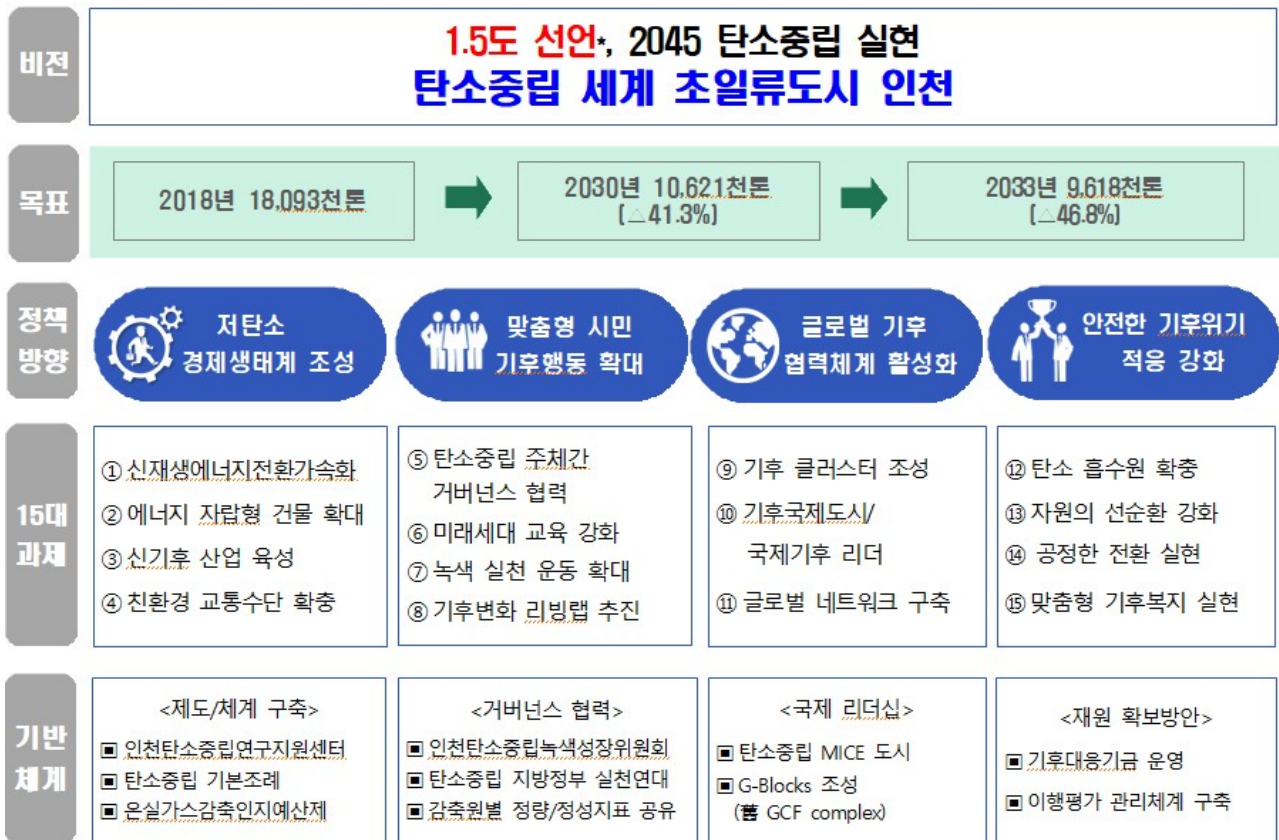 비전
1.5도 선언*, 2045 탄소중립 실현
탄소중립 세계 초일류도시 인천
목표
2018년 18,093천톤
2030년 10,621천톤
(△41.3%)
2033년 9,618천톤
(△46.8%)
정책
방향
저탄소
경제생태계 조성
맞춤형 시민
기후행동 확대
글로벌 기후
협력체계 활성화
안전한 기후위기
적응 강화
15대
과제
① 신재생에너지전환가속화
② 에너지 자랍형 건물 확대
③ 신기후 산업 육성
④ 친환경 교통수단 확충
⑤ 탄소중립 주체간
거버넌스 협력
⑥ 미래세대 교육 강화
⑦ 녹색 실천 운동 확대
⑧ 기후변화 리빙랩 추진
⑨ 기후 클러스터 조성
⑩ 기후국제도시/
국제기후 리더
⑪ 글로벌 네트워크 구축
⑫ 탄소 흡수원 확충
⑬ 자원의 선순환 강화
⑭ 공정한 전환 실현
⑮ 맞춤형 기후복지 실현
기반
체계
<제도/체계 구축>
▣ 인천탄소중립연구지원센터
▣ 탄소중립 기본조례
▣ 온실가스감축인지예산제
<거버넌스 협력>
▣ 인천탄소중립녹색성장위원회
▣ 탄소중립 지방정부 실천연대
▣ 감축원별 정량/정성지표 공유
<국제 리더십>
▣ 탄소중립 MICE 도시
▣ G-Blocks 조성
(舊 GCF complex)
<재원 확보방안>
▣ 기후대응기금 운영
▣ 이행평가 관리체계 구축